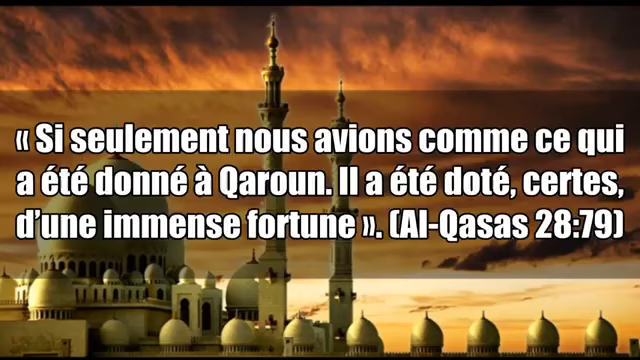 « Si seulement nous avions comme ce qui
a été donné à Qaroun. Il a été doté, certes,
d’une immense fortune ». (Al-Qasas 28:79)